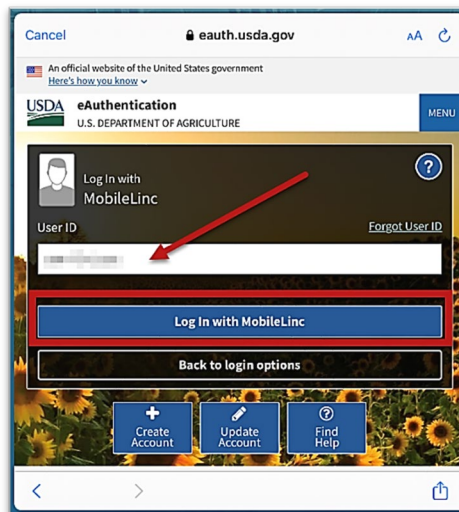 Cancel
eauth.usda.gov
AA
An official website of the United States government
Here's how you know
USDA
eAuthentication
U.S. DEPARTMENT OF AGRICULTURE
MENU
Log In with
MobileLinc
?
User ID
Forgot User ID
Log In with MobileLinc
Back to login options
Create
Account
Update
Account
?
Find
Help